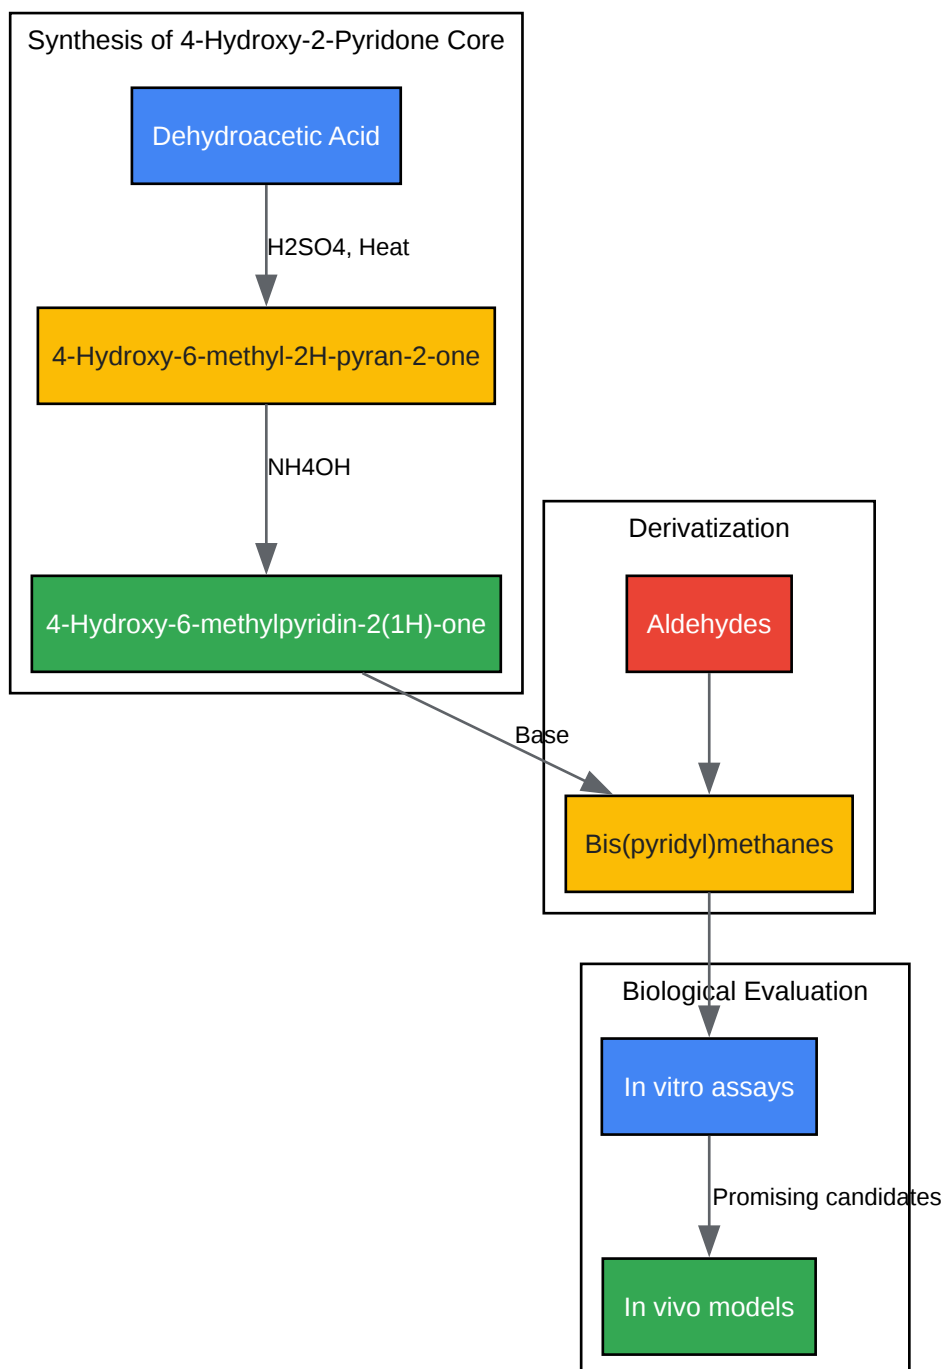 Synthesis of 4-Hydroxy-2-Pyridone Core
Dehydroacetic Acid
H2SO4, Heat
4-Hydroxy-6-methyl-2H-pyran-2-one
NH4OH
4-Hydroxy-6-methylpyridin-2(1H)-one
Derivatization
Aldehydes
Base
Bis(pyridyl)methanes
Biological Evaluation
In vitro assays
Promising candidates
In vivo models